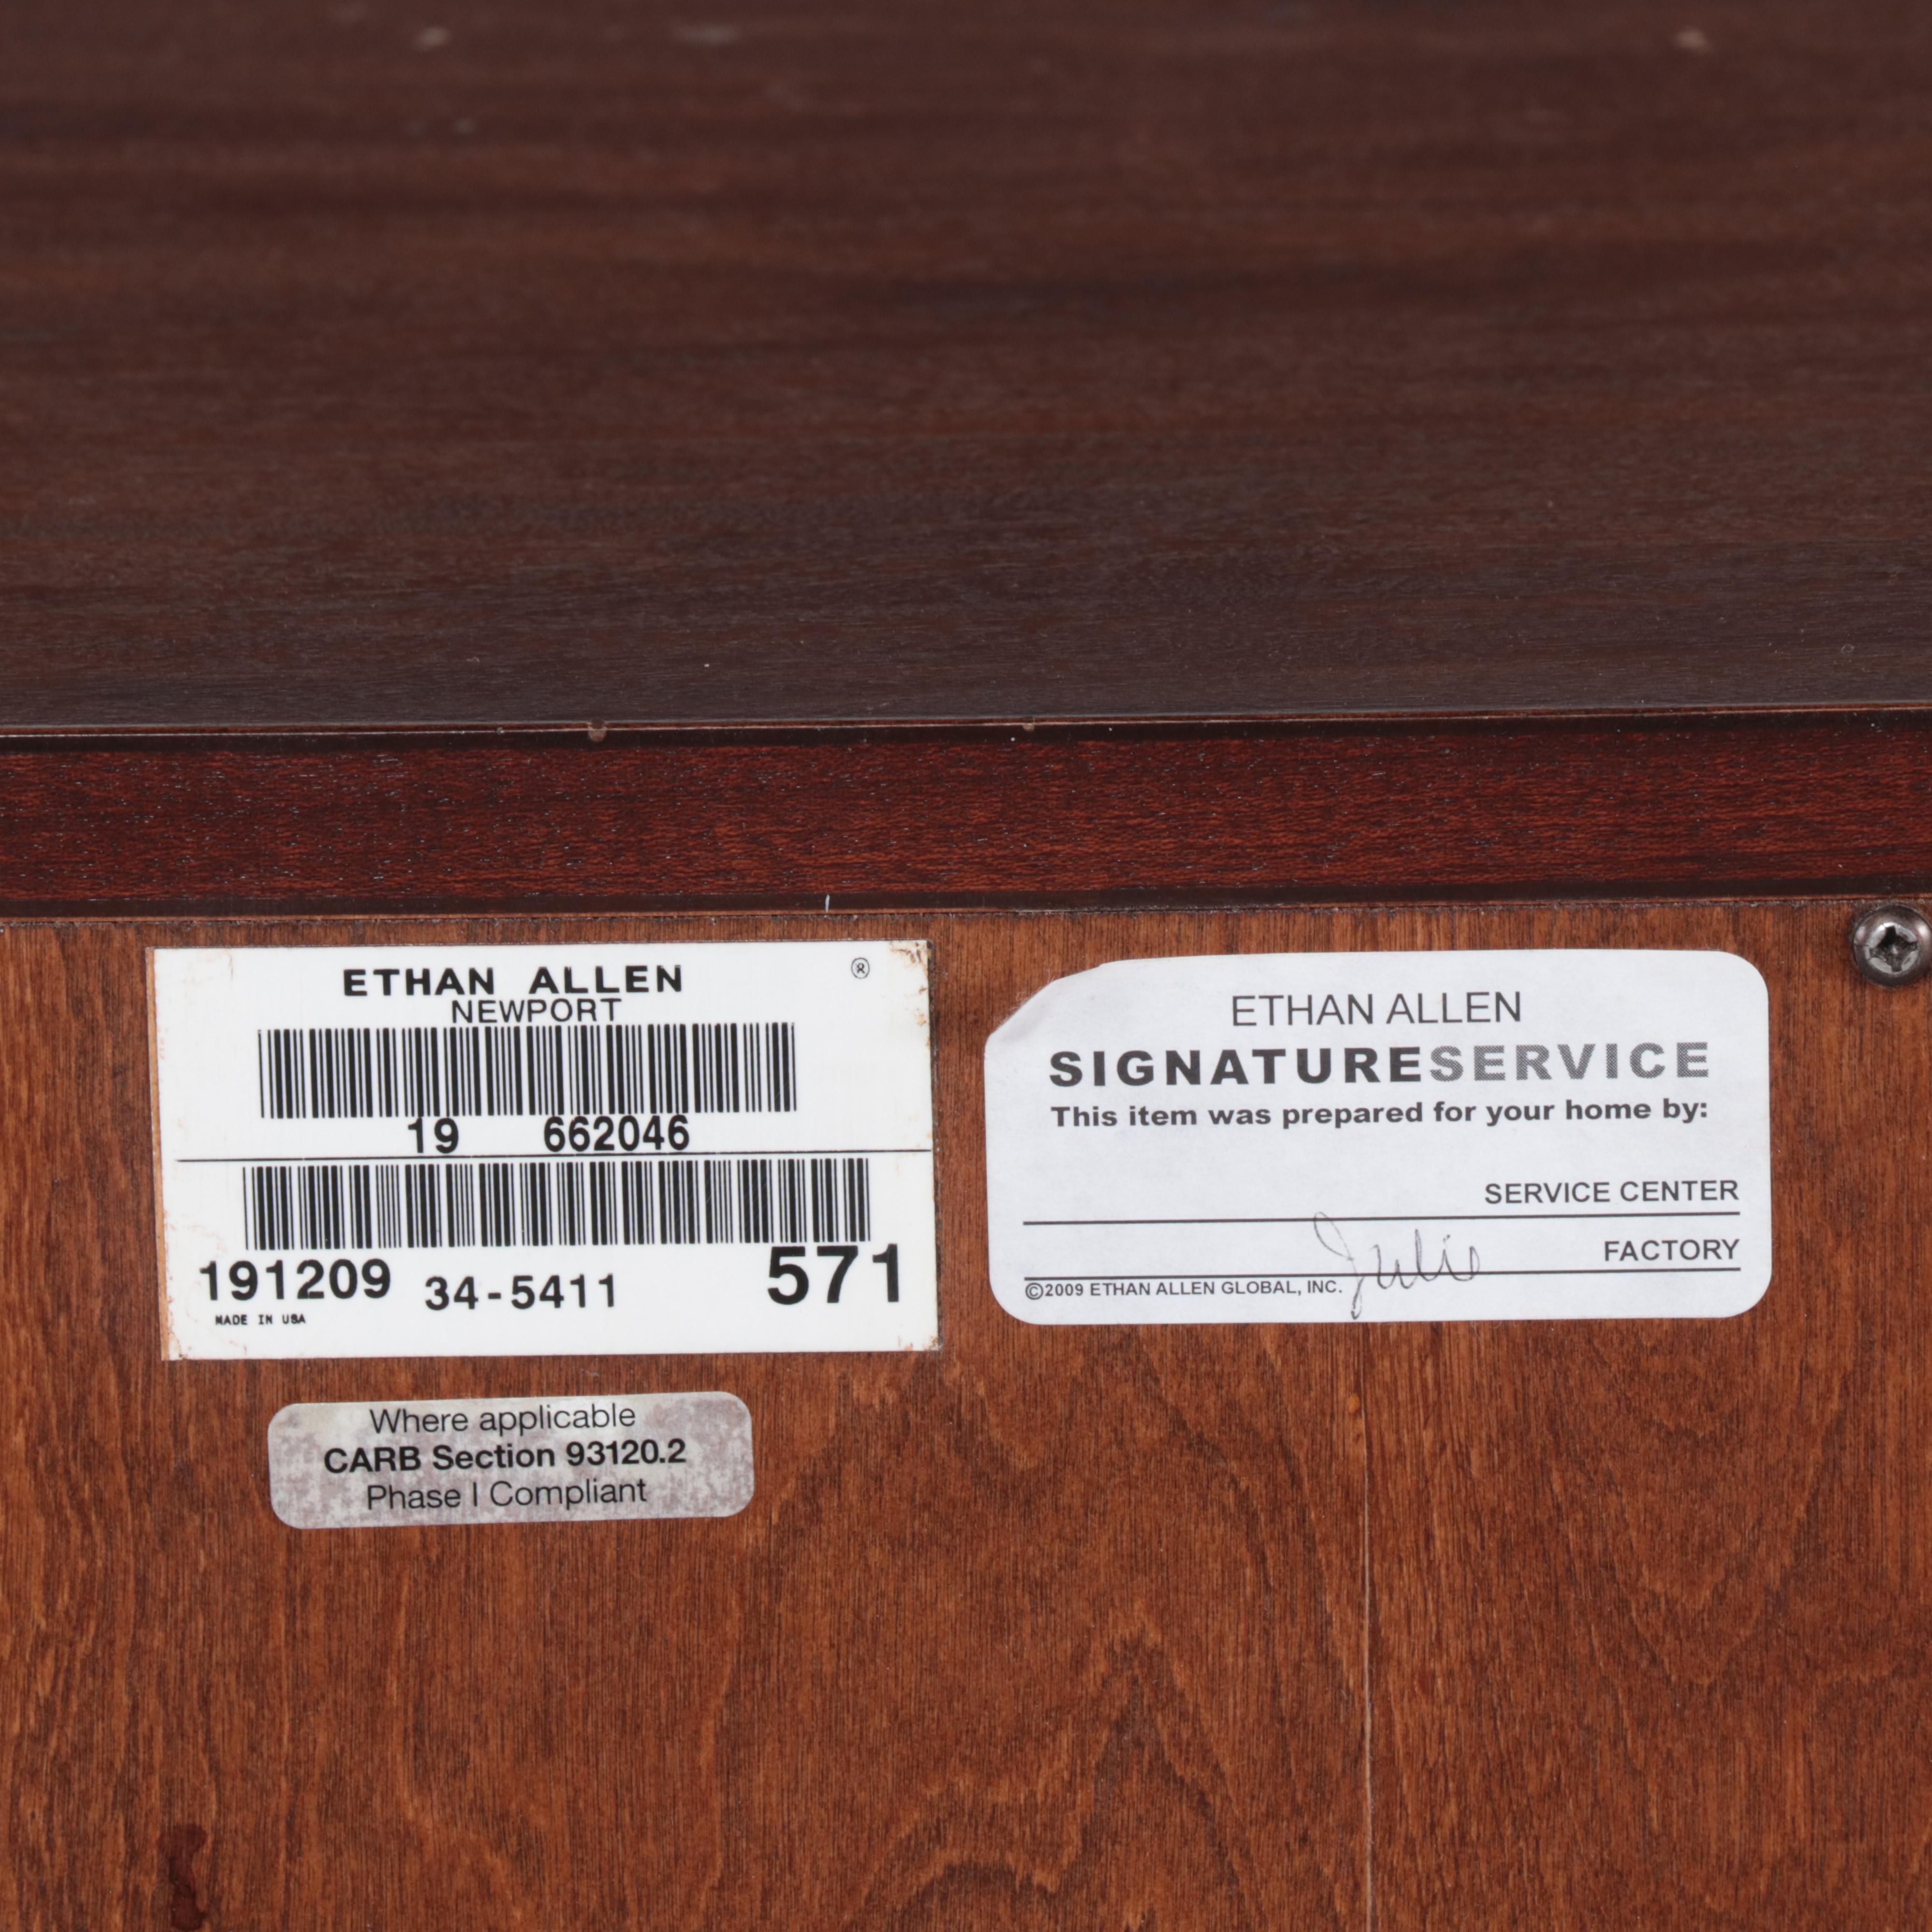 ETHAN ALLEN ®
NEWPORT
19 662046
191209 34-5411 571
MADE IN USA
Where applicable
CARB Section 93120.2
Phase I Compliant
ETHAN ALLEN
SIGNATURESERVICE
This item was prepared for your home by:
SERVICE CENTER
Julie FACTORY
©2009 ETHAN ALLEN GLOBAL, INC.